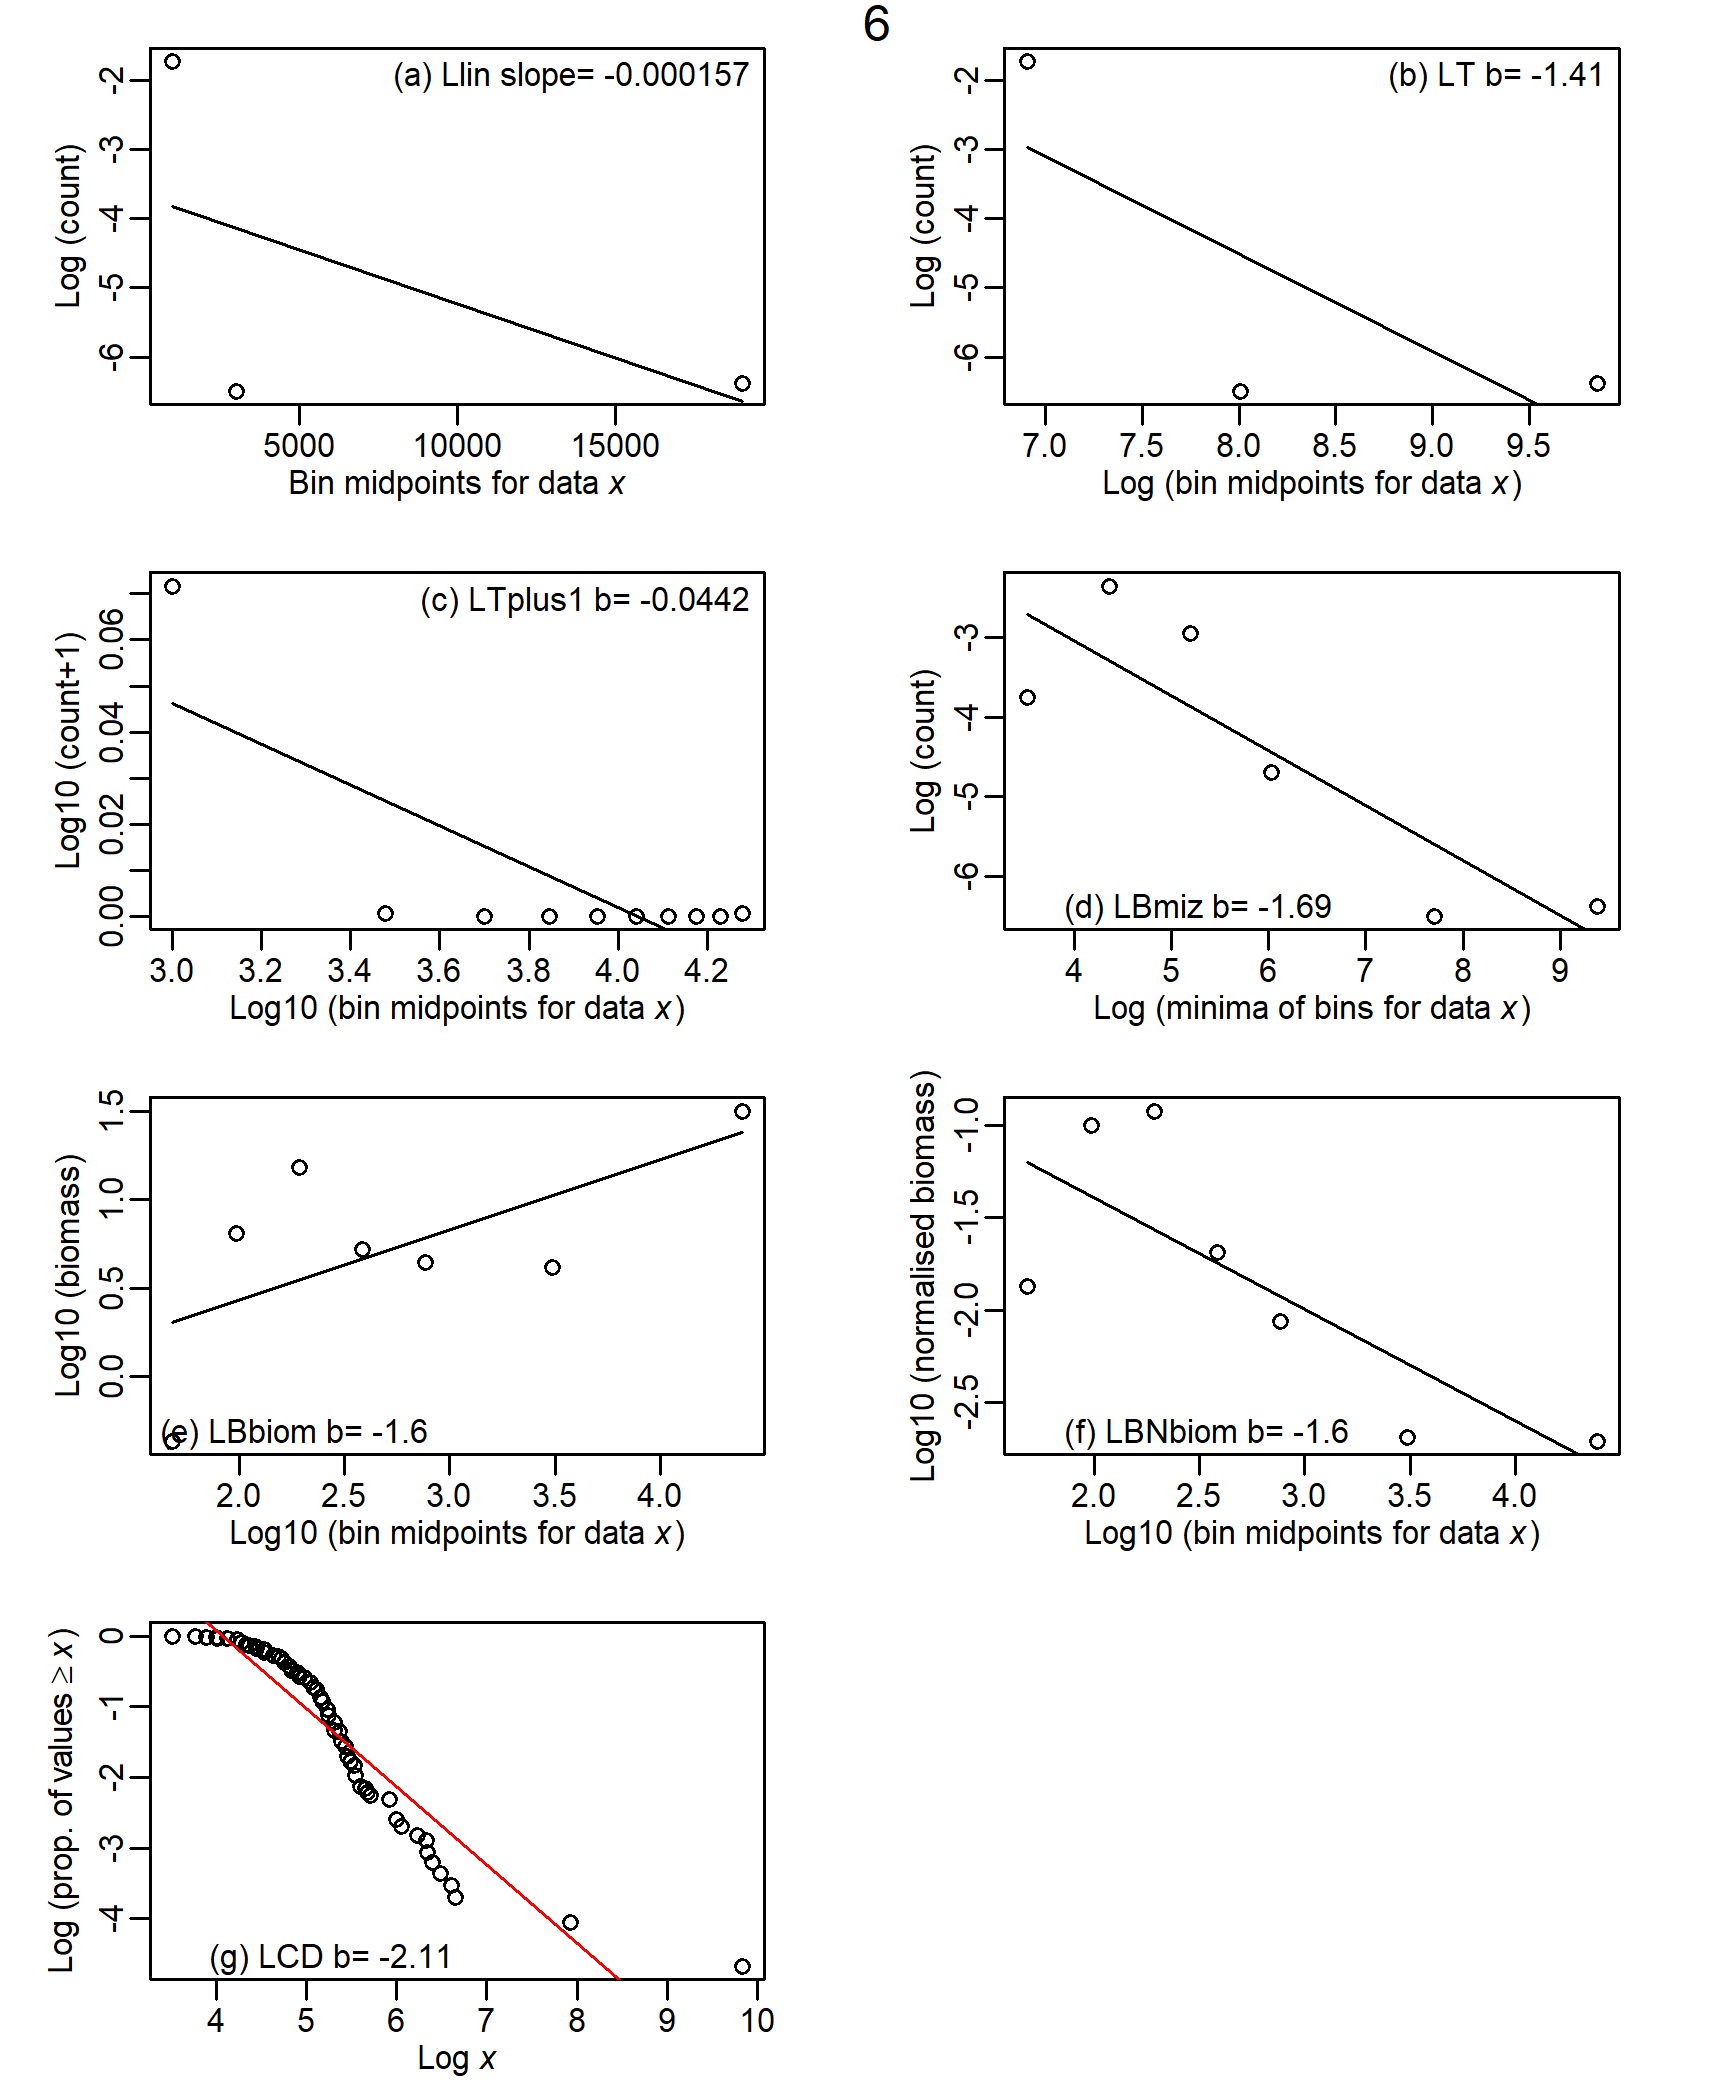 6
(a) Llin slope= -0.000157
Log (count)
-2
-3
-4
-5
-6
5000 10000 15000
Bin midpoints for data x
(b) LT b= -1.41
Log (count)
-2
-3
-4
-5
-6
7.0 7.5 8.0 8.5 9.0 9.5
Log (bin midpoints for data x)
(c) LTplus1 b= -0.0442
Log10 (count+1)
0.06
0.04
0.02
0.00
3.0 3.2 3.4 3.6 3.8 4.0 4.2
Log10 (bin midpoints for data x)
Log (count)
-3
-4
-5
-6
(d) LBmiz b= -1.69
4 5 6 7 8 9
Log (minima of bins for data x)
Log10 (biomass)
1.5
1.0
0.5
0.0
(e) LBbiom b= -1.6
2.0 2.5 3.0 3.5 4.0
Log10 (bin midpoints for data x)
Log10 (normalised biomass)
-1.0
-1.5
-2.0
-2.5
(f) LBNbiom b= -1.6
2.0 2.5 3.0 3.5 4.0
Log10 (bin midpoints for data x)
Log (prop. of values ≥ x)
0
-1
-2
-3
-4
(g) LCD b= -2.11
4 5 6 7 8 9 10
Log x